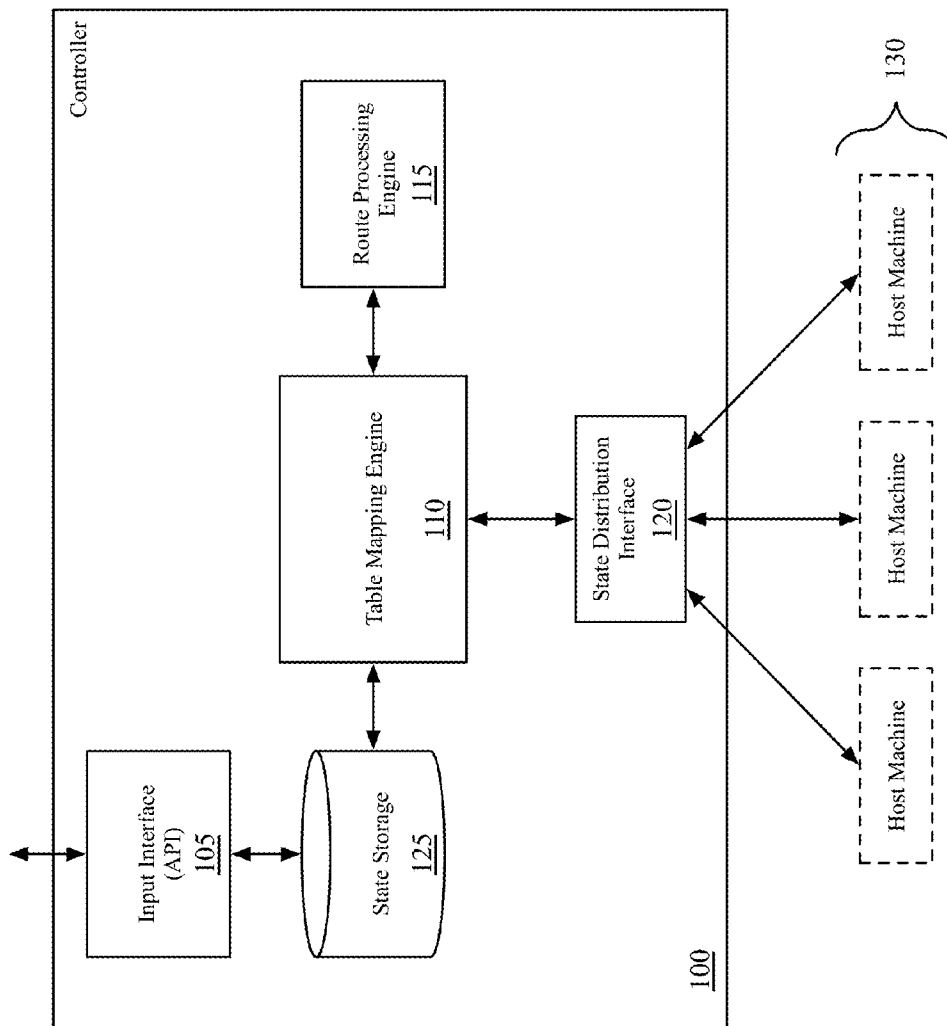 Controller
Input Interface
(API)
105
State Storage
125
Table Mapping Engine
110
Route Processing
Engine
115
State Distribution
Interface
120
100
Host Machine
Host Machine
Host Machine
130